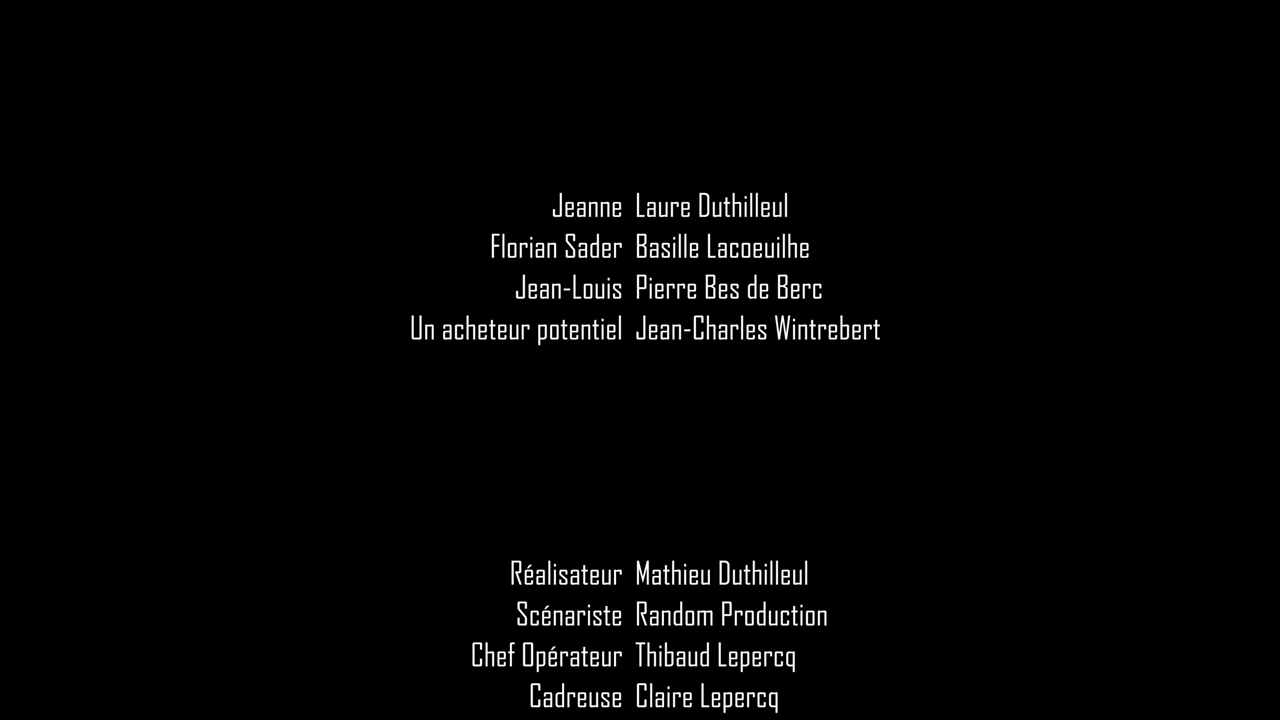 Jeanne Laure Duthilleul
Florian Sader Basille Lacoeuilhe
Jean-Louis Pierre Bes de Berc
Un acheteur potentiel Jean-Charles Wintrebert
Réalisateur Mathieu Duthilleul
Scénariste Random Production
Chef Opérateur Thibaud Lepercq
Cadreuse Claire Lepercq